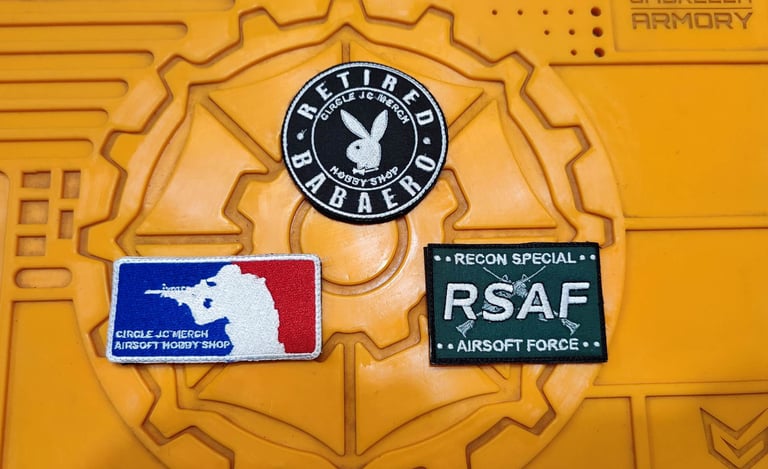 ARMORY
RETIRED
CIRCLE JC MERCH
HOBBY SHOP
BABAERO
CIRCLE JC MERCH
AIRSOFT HOBBY SHOP
RECON SPECIAL
RSAF
AIRSOFT FORCE